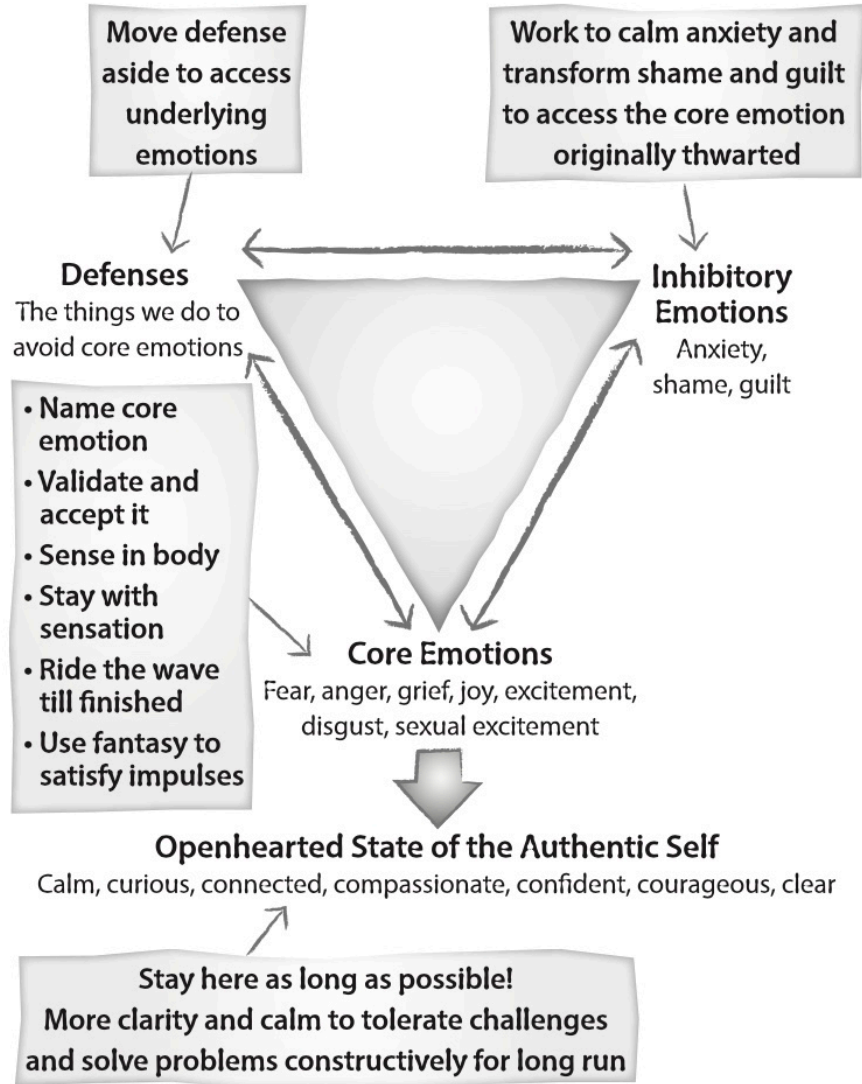 Move defense
aside to access
underlying
emotions
Work to calm anxiety and
transform shame and guilt
to access the core emotion
originally thwarted
Defenses
The things we do to
avoid core emotions
Inhibitory
Emotions
Anxiety,
shame, guilt
• Name core
emotion
• Validate and
accept it
• Sense in body
• Stay with
sensation
• Ride the wave
till finished
• Use fantasy to
satisfy impulses
Core Emotions
Fear, anger, grief, joy, excitement,
disgust, sexual excitement
Openhearted State of the Authentic Self
Calm, curious, connected, compassionate, confident, courageous, clear
Stay here as long as possible!
More clarity and calm to tolerate challenges
and solve problems constructively for long run